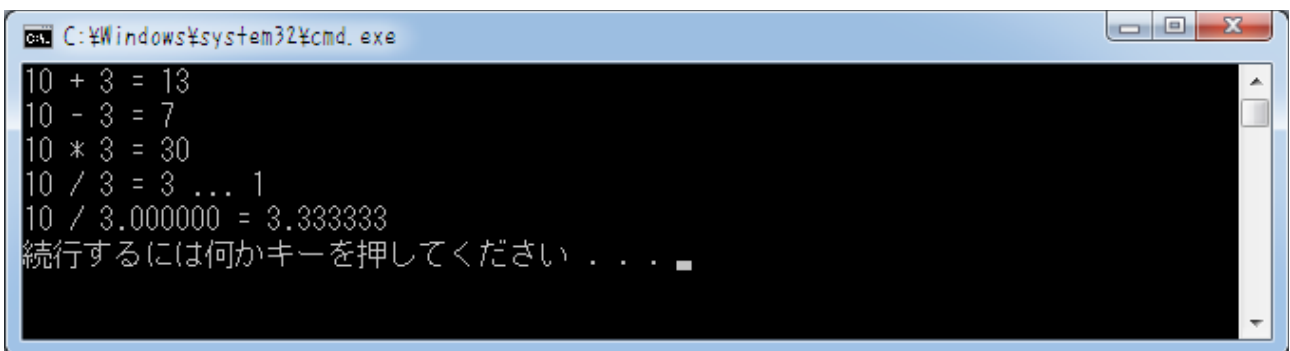 C:¥Windows¥system32¥cmd.exe
10 + 3 = 13
10 - 3 = 7
10 * 3 = 30
10 / 3 = 3 ... 1
10 / 3.000000 = 3.333333
続行するには何かキーを押してください . . .